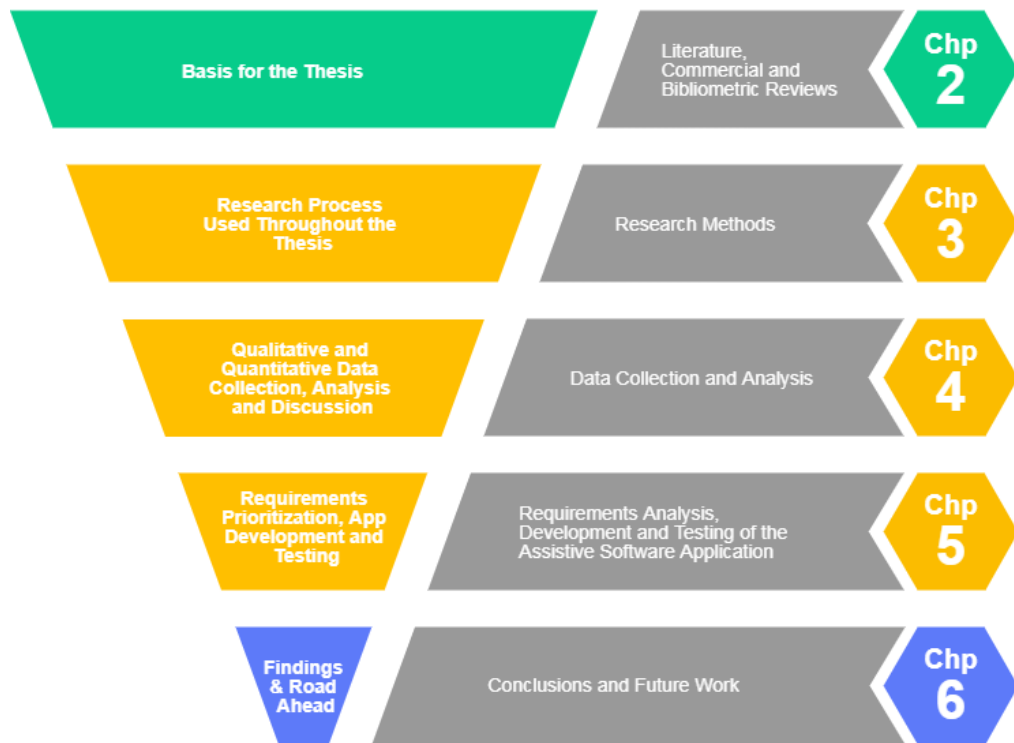 Basis for the Thesis
Literature,
Commercial and
Bibliometric Reviews
Chp
2
Research Process
Used Throughout the
Thesis
Research Methods
Chp
3
Qualitative and
Quantitative Data
Collection, Analysis
and Discussion
Data Collection and Analysis
Chp
4
Requirements
Prioritization, App
Development and
Testing
Requirements Analysis,
Development and Testing of the
Assistive Software Application
Chp
5
Findings
& Road
Ahead
Conclusions and Future Work
Chp
6